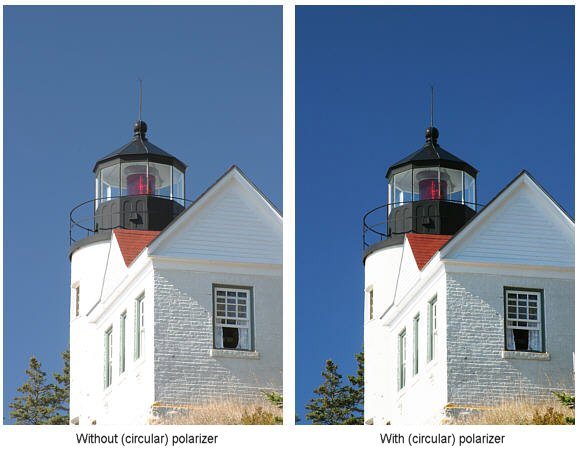 Without (circular) polarizer
With (circular) polarizer